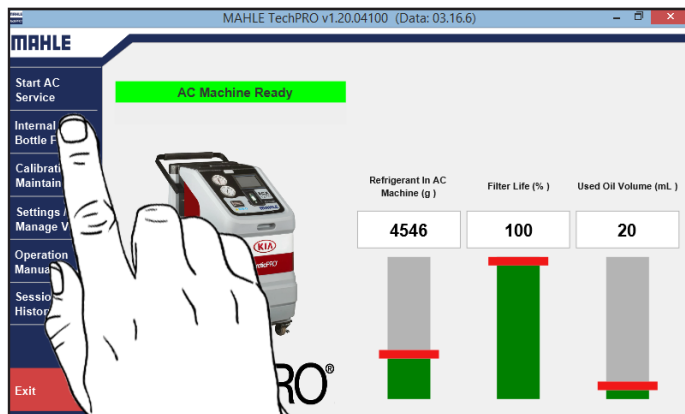 MAHLE TechPRO v1.20.04100 (Data: 03.16.6)
MAHLE
Start AC
Service
AC Machine Ready
Internal
Bottle F
Calibrati
Maintain
Settings /
Manage V
Operation
Manua
Sessio
Histor
Exit
Refrigerant In AC
Machine (g )
Filter Life (% )
Used Oil Volume (mL )
4546
100
20
KIA
RO®